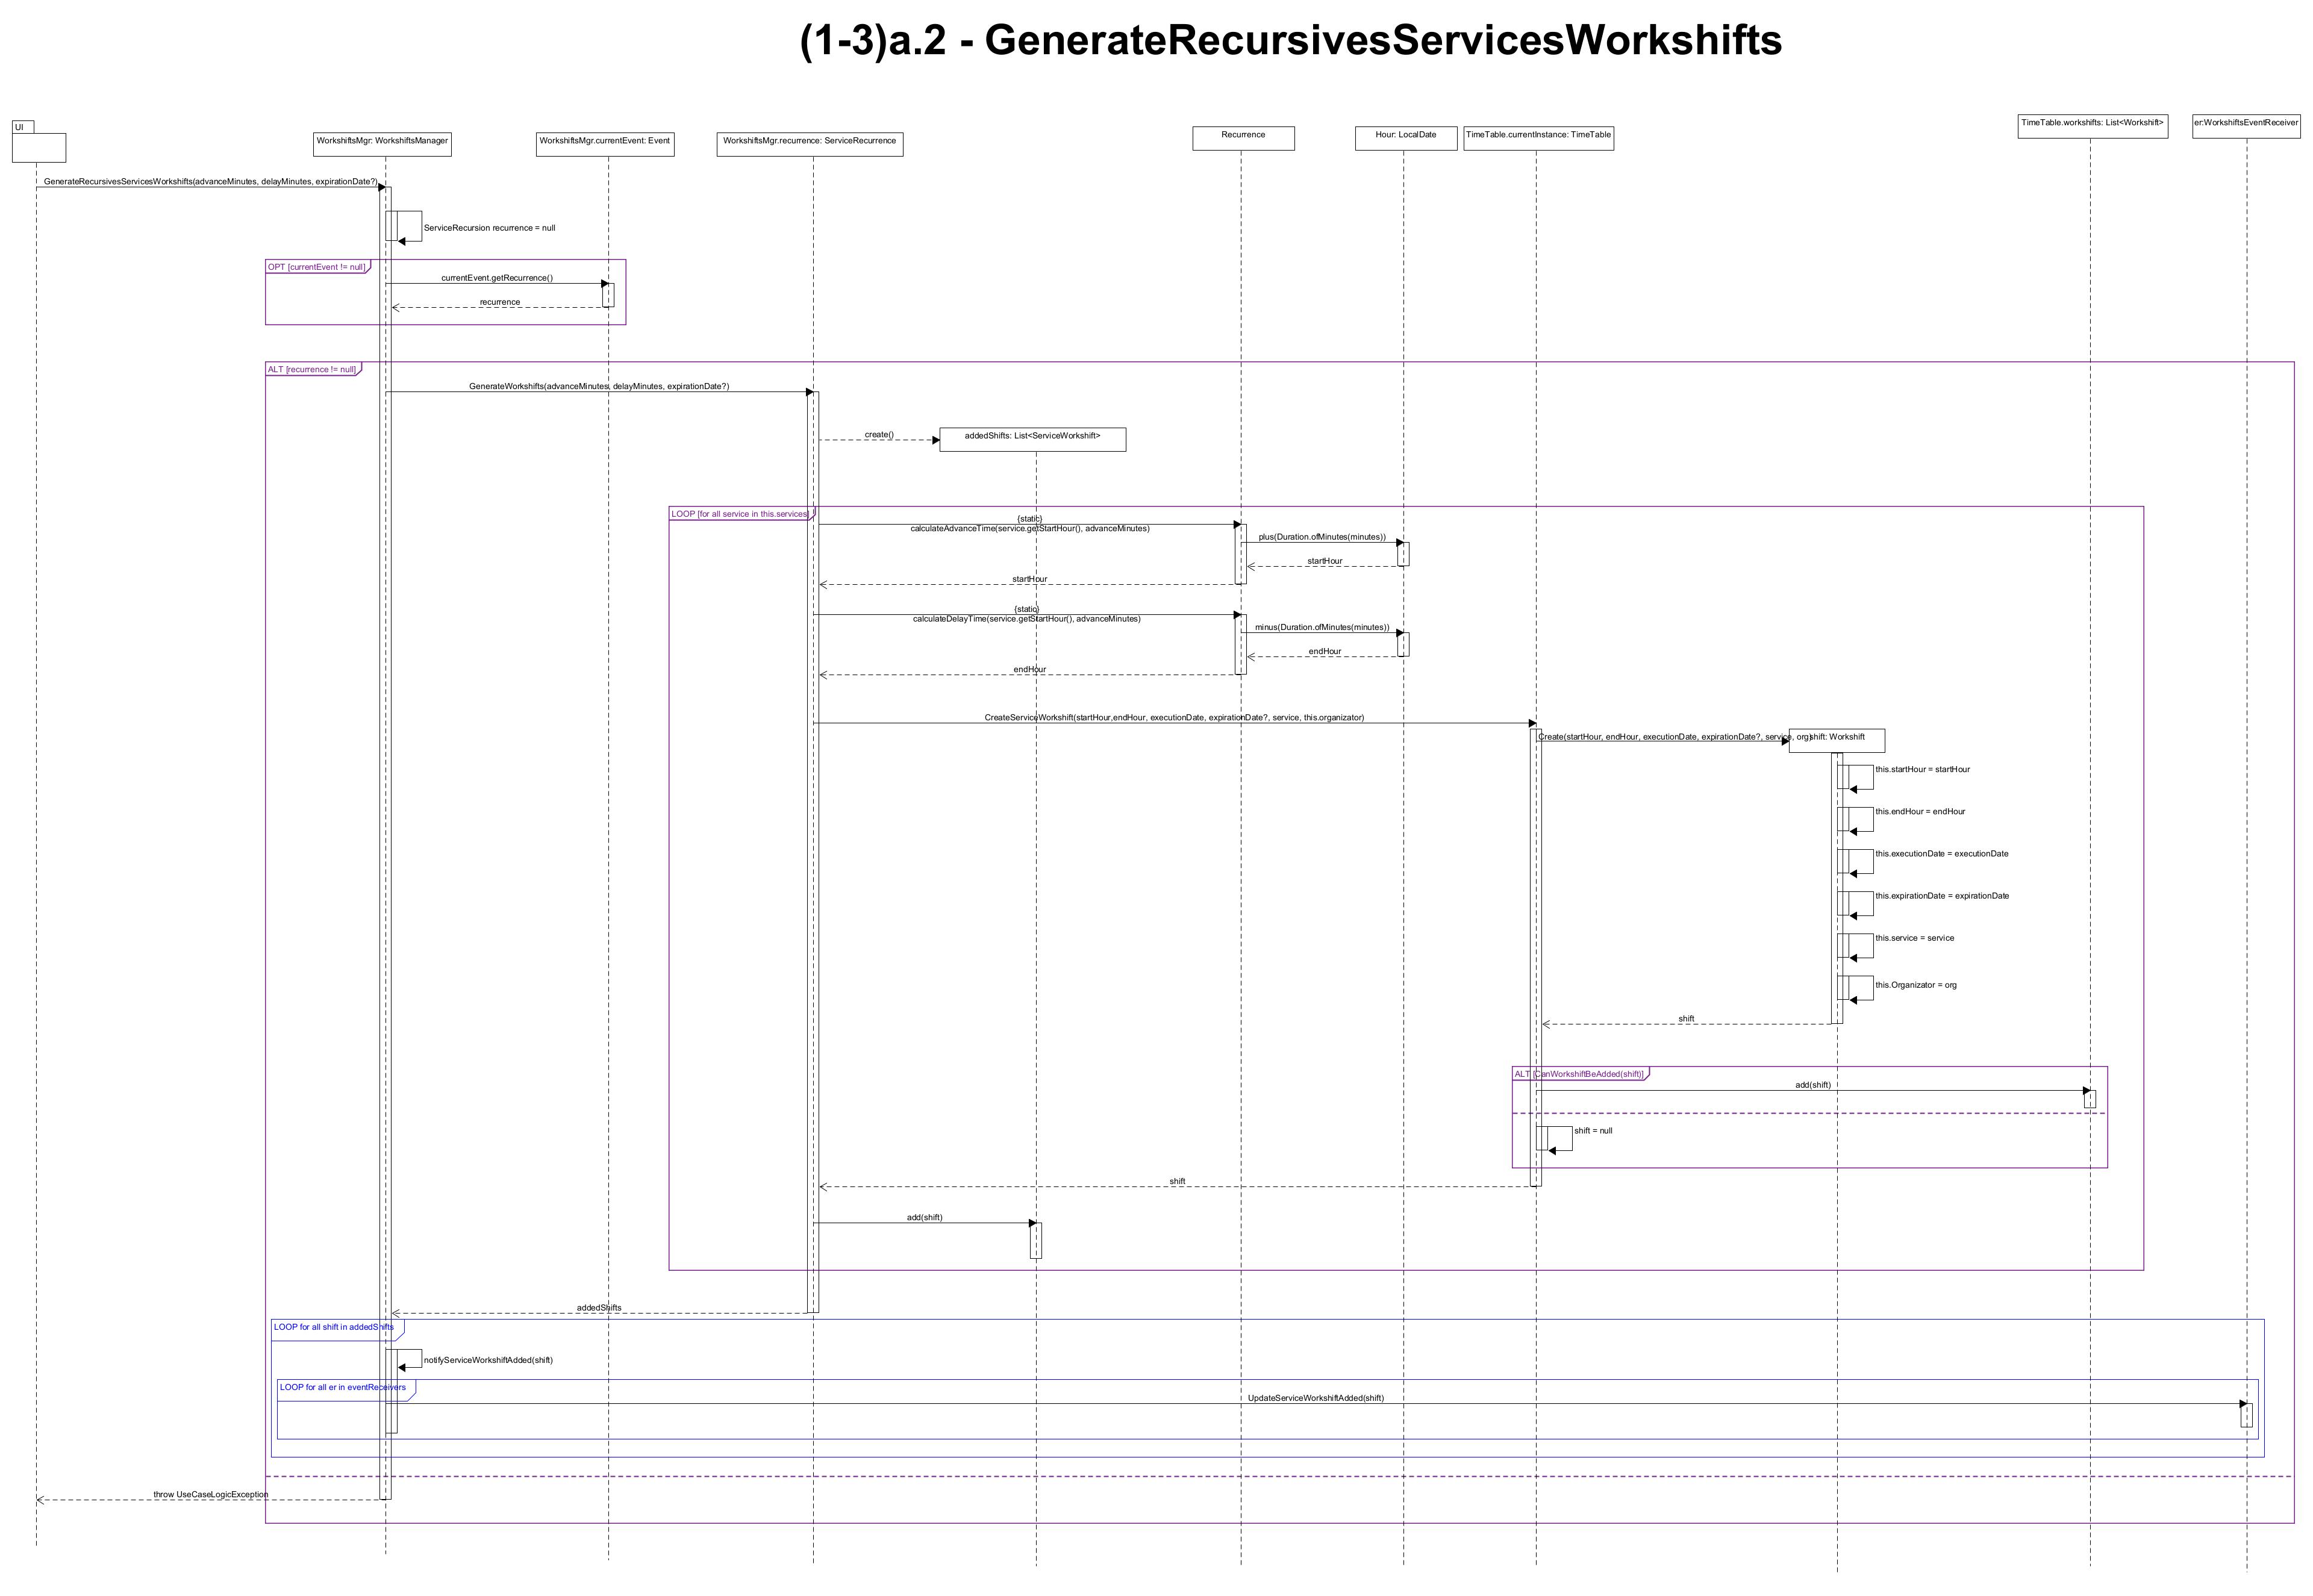 (1-3)a.2 - GenerateRecursivesServicesWorkshifts
UI
WorkshiftsMgr: WorkshiftsManager
WorkshiftsMgr.currentEvent: Event
WorkshiftsMgr.recurrence: ServiceRecurrence
Recurrence
Hour: LocalDate
TimeTable.currentInstance: TimeTable
TimeTable.workshifts: List<Workshift>
er:WorkshiftsEventReceiver
GenerateRecursivesServicesWorkshifts(advanceMinutes, delayMinutes, expirationDate?)
ServiceRecursion recurrence = null
OPT [currentEvent != null]
currentEvent.getRecurrence()
recurrence
ALT [recurrence != null]
GenerateWorkshifts(advanceMinutes, delayMinutes, expirationDate?)
create()
addedShifts: List<ServiceWorkshift>
LOOP [for all service in this.services]
{static}
calculateAdvanceTime(service.getStartHour(), advanceMinutes)
plus(Duration.ofMinutes(minutes))
startHour
startHour
{static}
calculateDelayTime(service.getStartHour(), advanceMinutes)
minus(Duration.ofMinutes(minutes))
endHour
endHour
CreateServiceWorkshift(startHour,endHour, executionDate, expirationDate?, service, this.organizator)
Create(startHour, endHour, executionDate, expirationDate?, service, org)
shift: Workshift
this.startHour = startHour
this.endHour = endHour
this.executionDate = executionDate
this.expirationDate = expirationDate
this.service = service
this.Organizator = org
shift
ALT [CanWorkshiftBeAdded(shift)]
add(shift)
shift = null
shift
add(shift)
addedShifts
LOOP for all shift in addedShifts
notifyServiceWorkshiftAdded(shift)
LOOP for all er in eventReceivers
UpdateServiceWorkshiftAdded(shift)
throw UseCaseLogicException